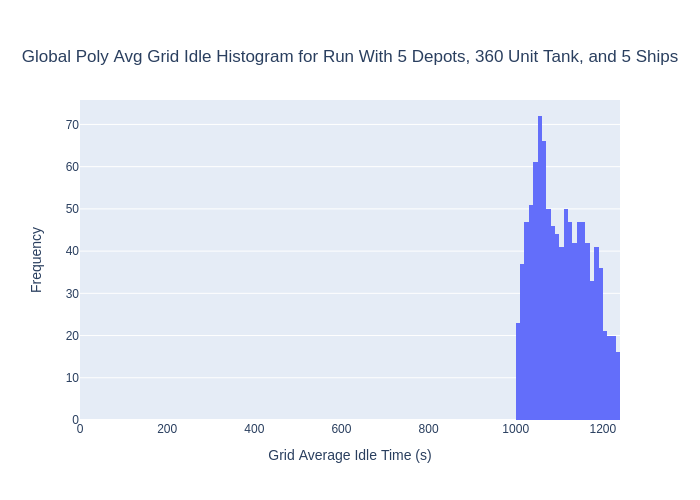 Global Poly Avg Grid Idle Histogram for Run With 5 Depots, 360 Unit Tank, and 5 Ships
70
60
50
40
30
20
10
0
Frequency
0 200 400 600 800 1000 1200
Grid Average Idle Time (s)